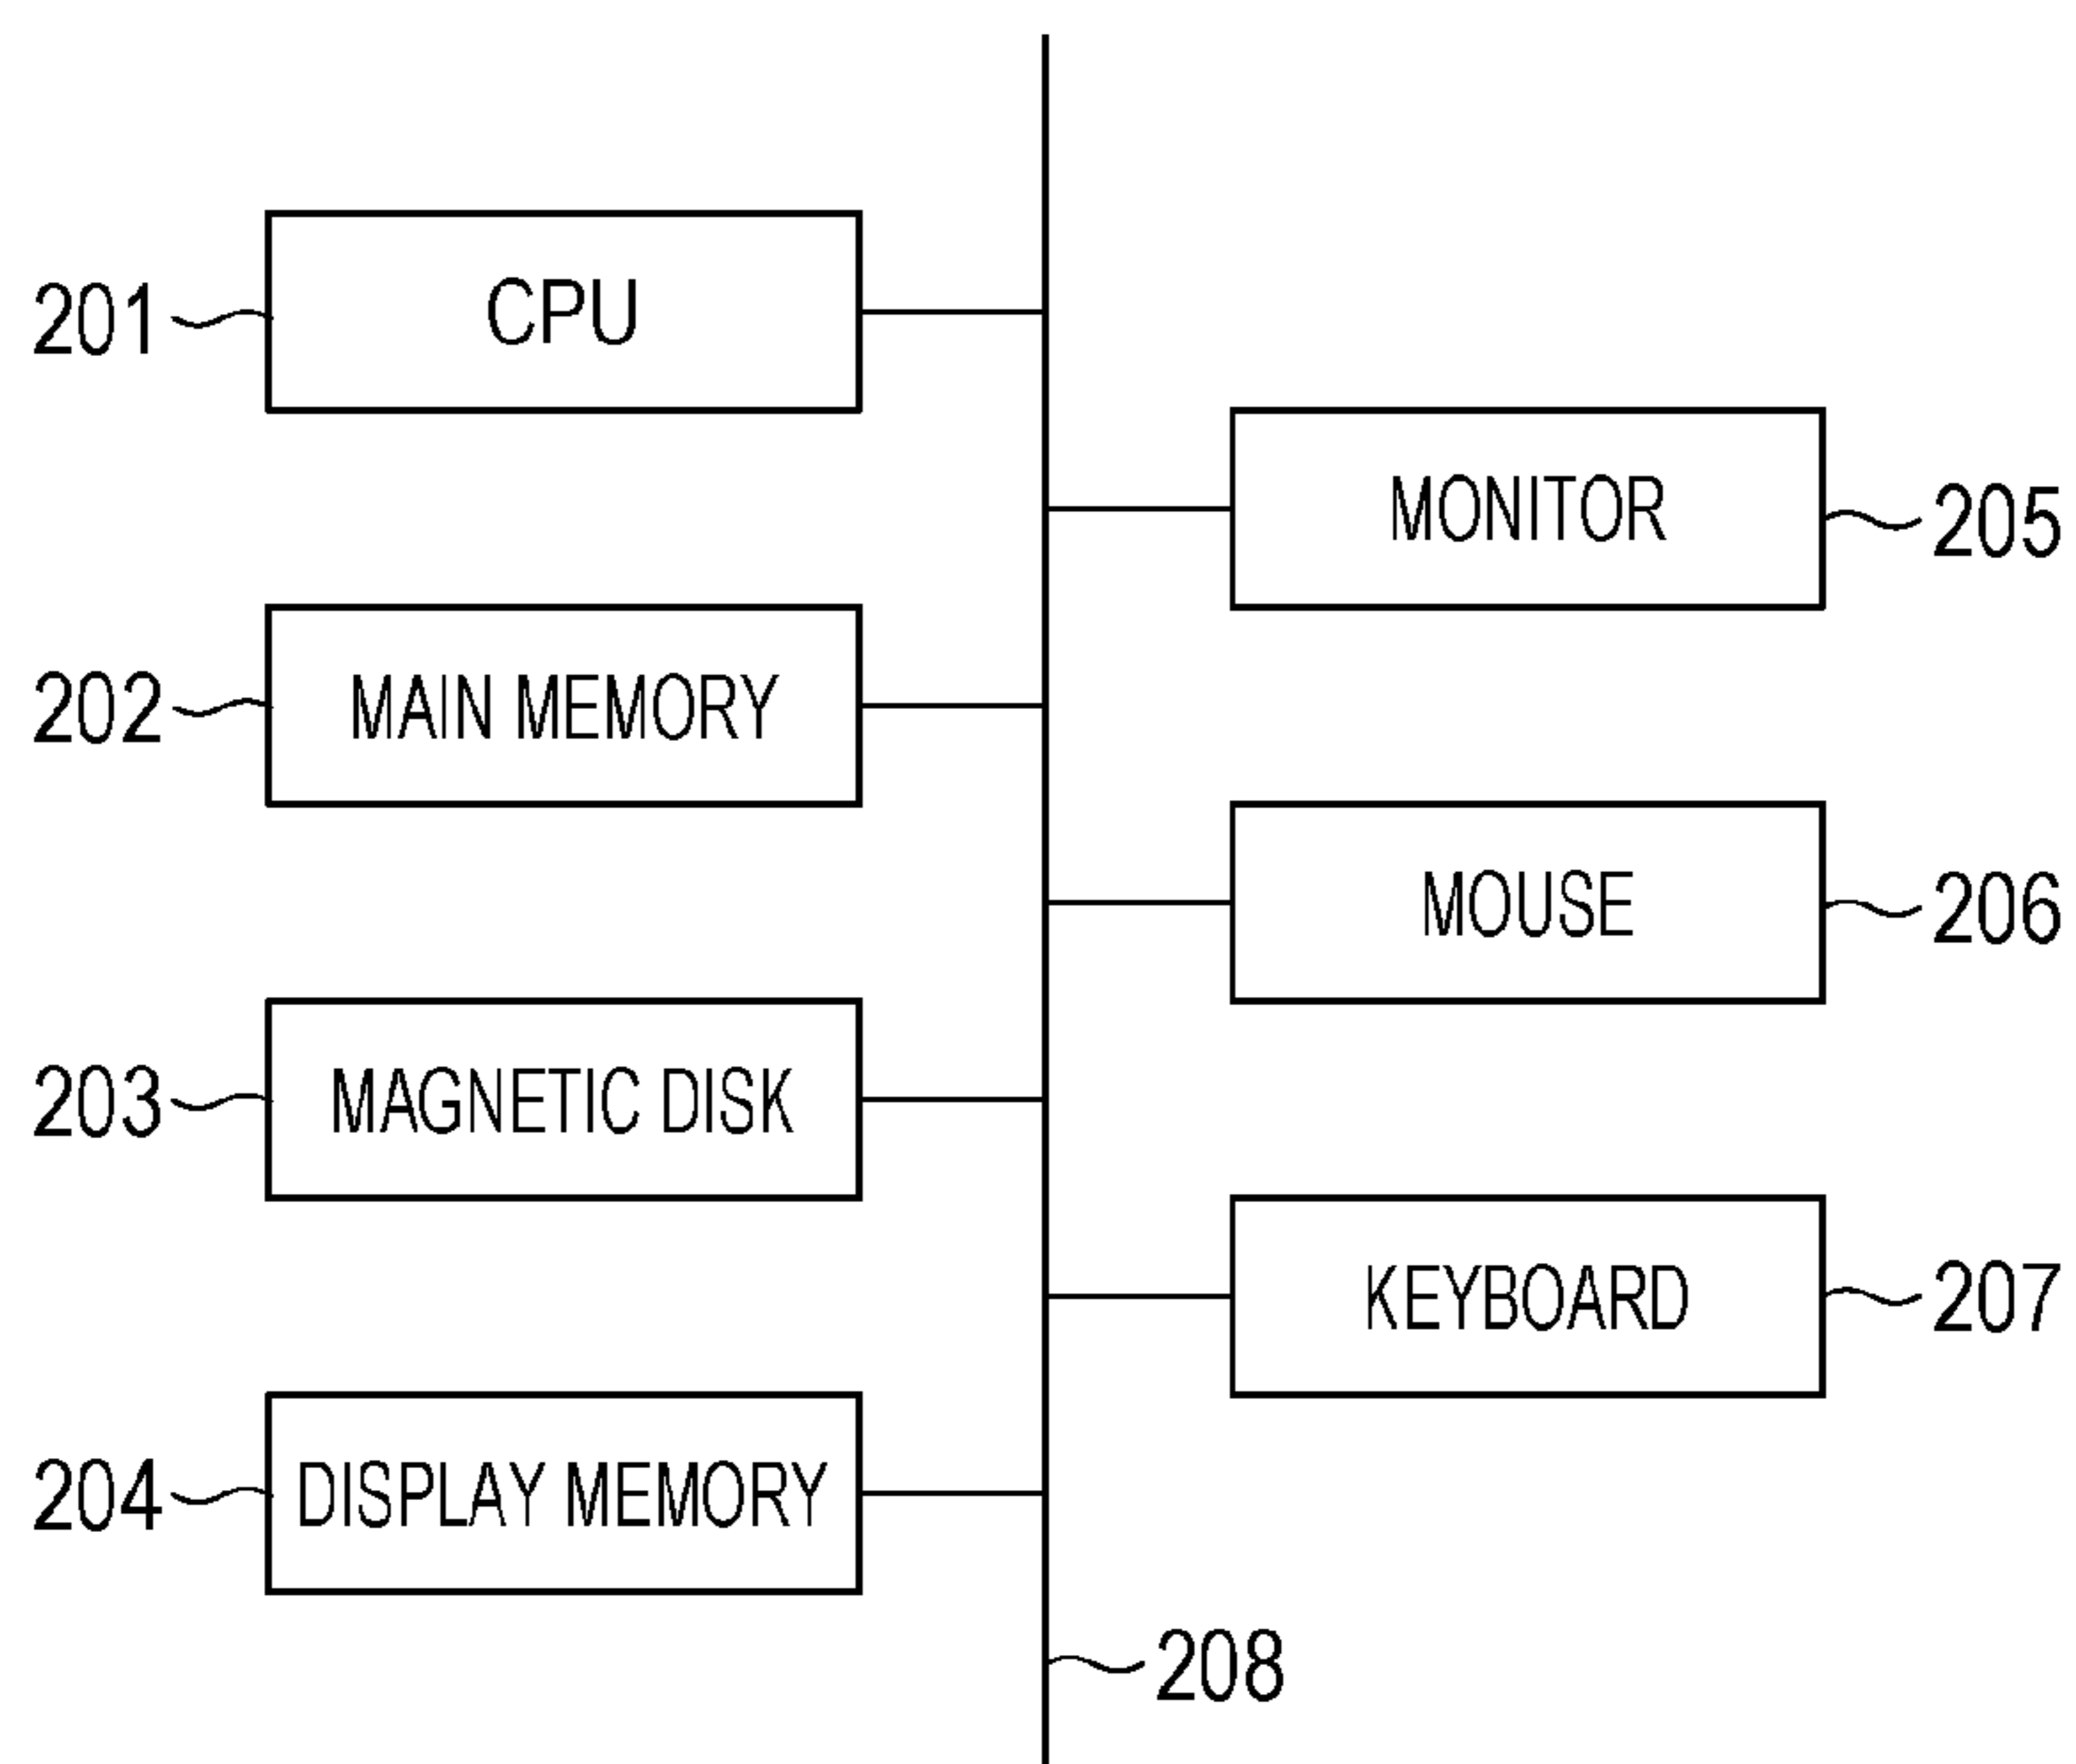 201
CPU
MONITOR
205
202
MAIN MEMORY
MOUSE
206
203
MAGNETIC DISK
KEYBOARD
207
204
DISPLAY MEMORY
208